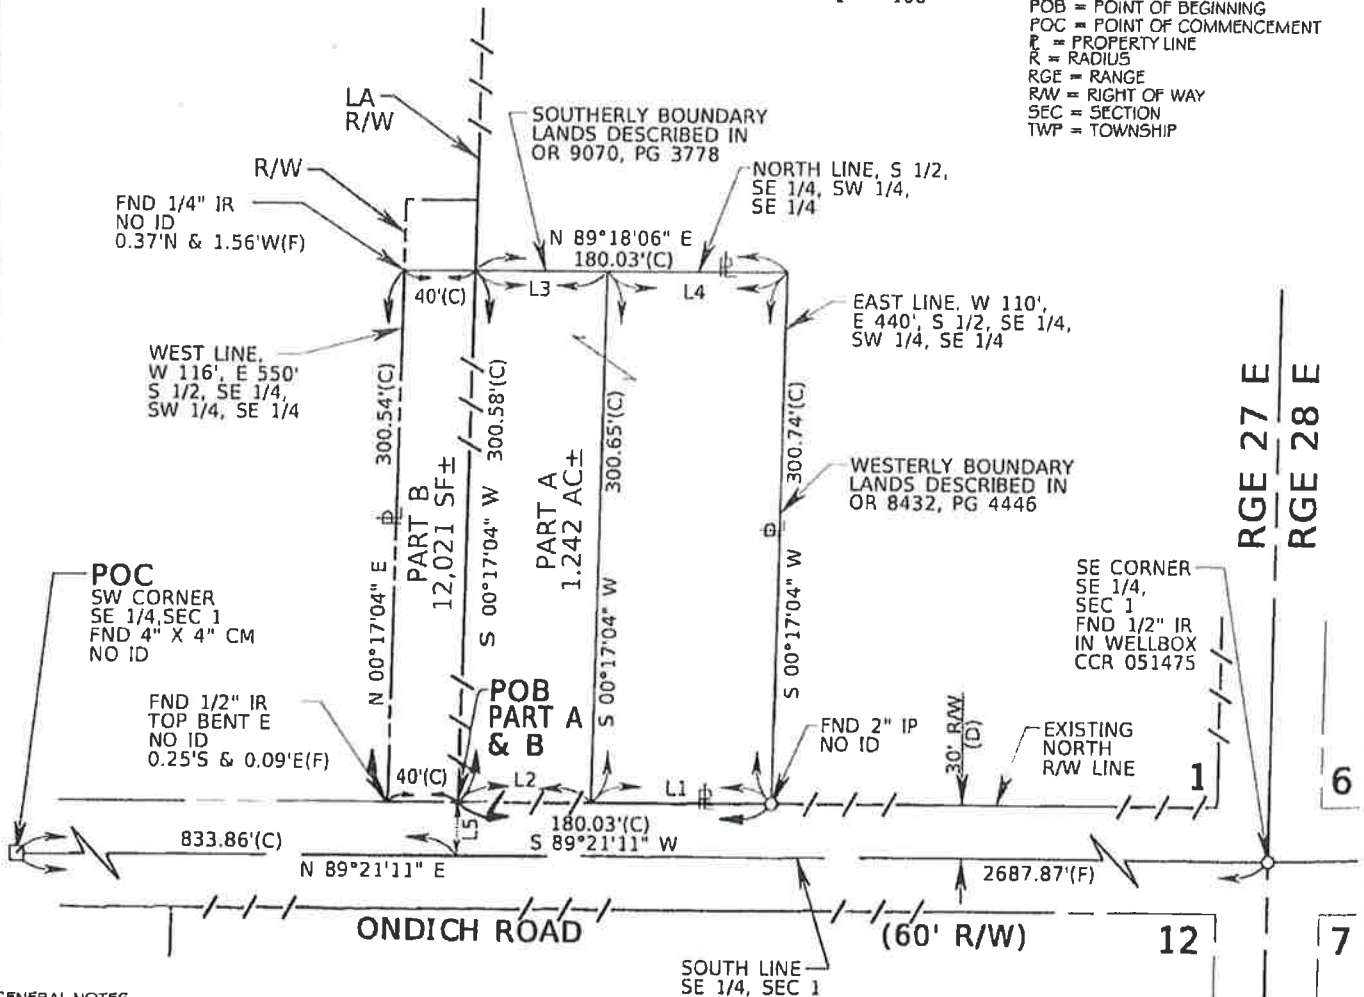 POB = POINT OF BEGINNING
POC = POINT OF COMMENCEMENT
= PROPERTY LINE
R = RADIUS
RGE = RANGE
R/W = RIGHT OF WAY
SEC = SECTION
TWP = TOWNSHIP
LA
R/W
R/W
SOUTHERLY BOUNDARY
LANDS DESCRIBED IN
OR 9070, PG 3778
NORTH LINE, S 1/2,
SE 1/4, SW 1/4,
SE 1/4
FND 1/4" IR
NO ID
0.37'N & 1.56'W(F)
N 89°18'06" E
180.03'(C)
40'(C)
L3
L4
EAST LINE, W 110',
E 440', S 1/2, SE 1/4,
SW 1/4, SE 1/4
WEST LINE,
W 116', E 550'
S 1/2, SE 1/4,
SW 1/4, SE 1/4
300.54'(C)
N 00°17'04" E
PART B
12,021 SF±
300.58'(C)
S 00°17'04" W
PART A
1.242 AC±
300.65'(C)
S 00°17'04" W
300.74'(C)
S 00°17'04" W
WESTERLY BOUNDARY
LANDS DESCRIBED IN
OR 8432, PG 4446
RGE 27 E
RGE 28 E
POC
SW CORNER
SE 1/4,SEC 1
FND 4" X 4" CM
NO ID
SE CORNER
SE 1/4,
SEC 1
FND 1/2" IR
IN WELLBOX
CCR 051475
FND 1/2" IR
TOP BENT E
NO ID
0.25'S & 0.09'E(F)
POB
PART A
& B
FND 2" IP
NO ID
30' R/W
(D)
EXISTING
NORTH
R/W LINE
1
6
40'(C)
L2
L1
L5
833.86'(C)
180.03'(C)
S 89°21'11" W
N 89°21'11" E
2687.87'(F)
ONDICH ROAD
(60' R/W)
12
7
SOUTH LINE
SE 1/4, SEC 1